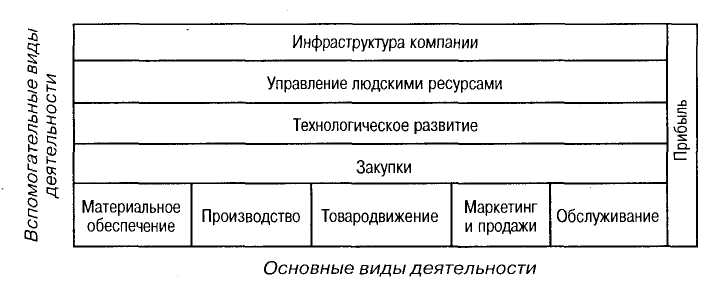 Вспомогательные виды
деятельности
Инфраструктура компании
Управление людскими ресурсами
Технологическое развитие
Закупки
Материальное
обеспечение
Производство
Товародвижение
Маркетинг
и продажи
Обслуживание
Прибыль
Основные виды деятельности